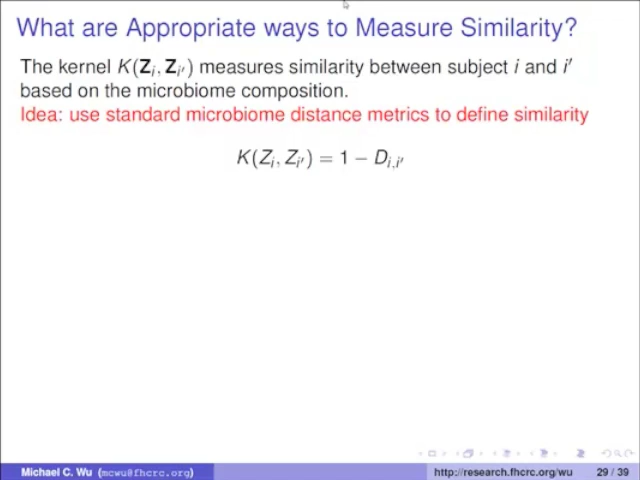 What are Appropriate ways to Measure Similarity?
The kernel K(Zᵢ, Zᵢ′) measures similarity between subject i and i′
based on the microbiome composition.
Idea: use standard microbiome distance metrics to define similarity
K(Zᵢ, Zᵢ′) = 1 − Dᵢ,ᵢ′
Michael C. Wu (mcwu@fhcrc.org) http://research.fhcrc.org/wu 29 / 39